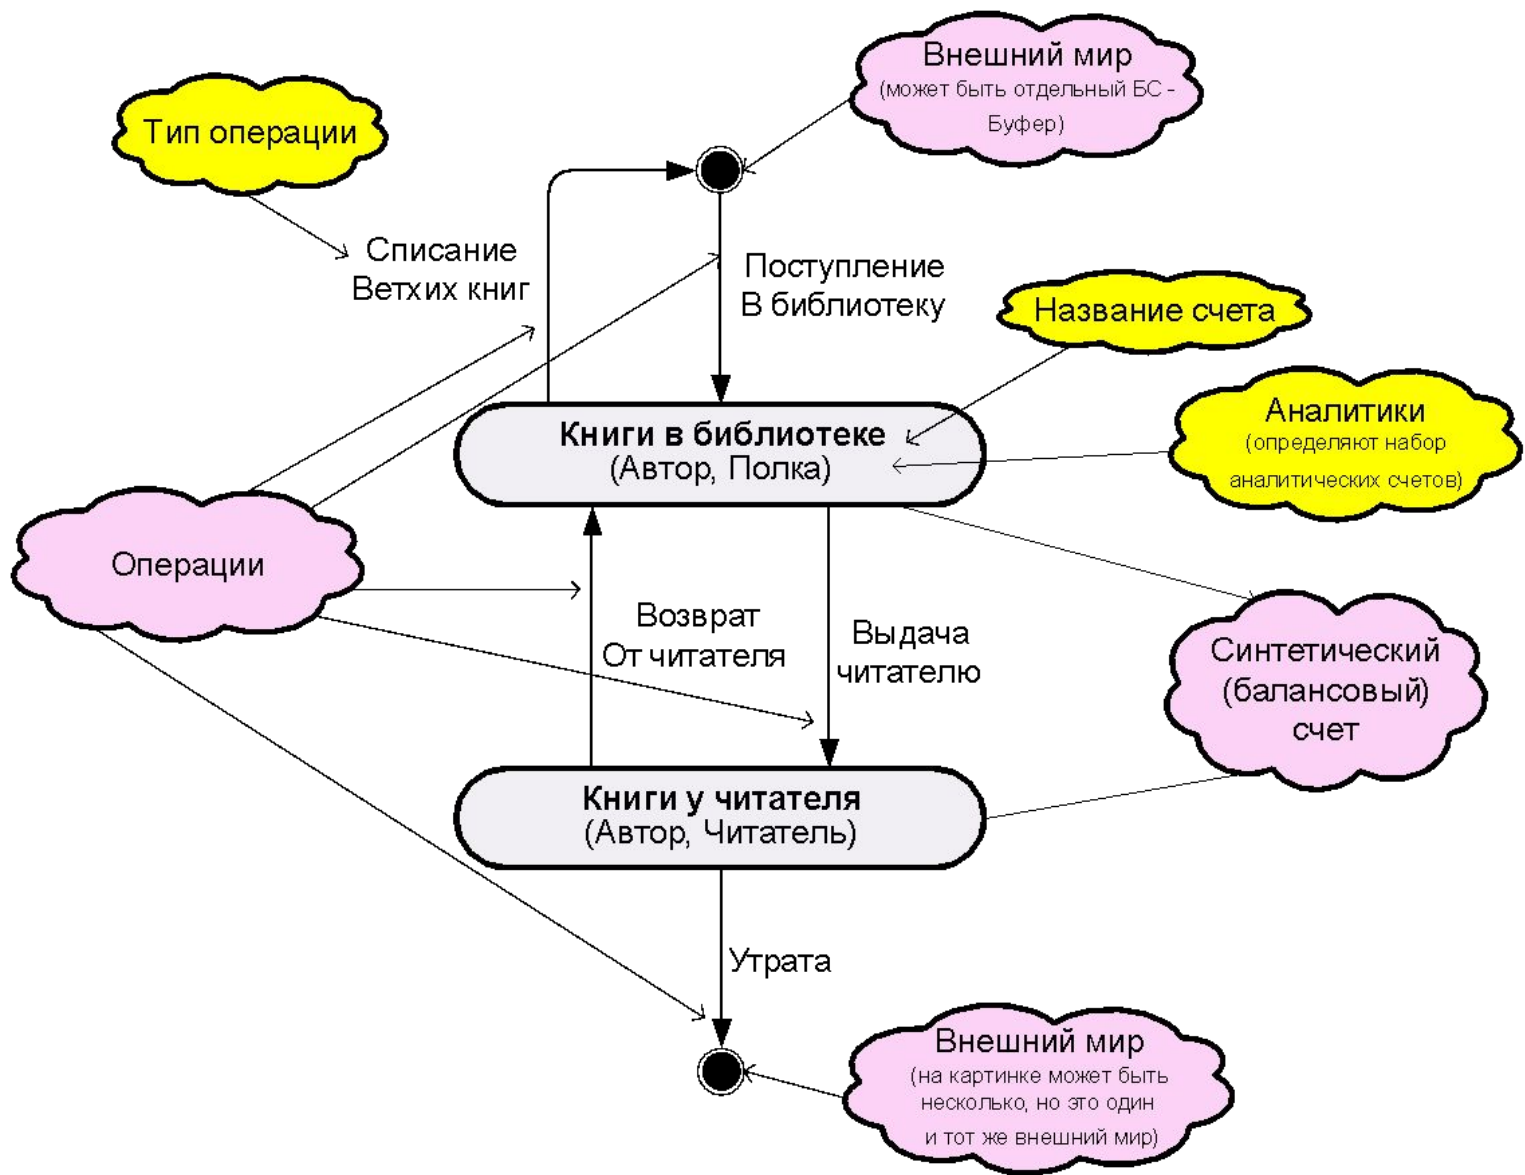 Внешний мир
(может быть отдельный БС -
Буфер)
Тип операции
Списание
Ветхих книг
Поступление
В библиотеку
Название счета
Аналитики
(определяют набор
аналитических счетов)
Книги в библиотеке
(Автор, Полка)
Операции
Возврат
От читателя
Выдача
читателю
Синтетический
(балансовый)
счет
Книги у читателя
(Автор, Читатель)
Утрата
Внешний мир
(на картинке может быть
несколько, но это один
и тот же внешний мир)